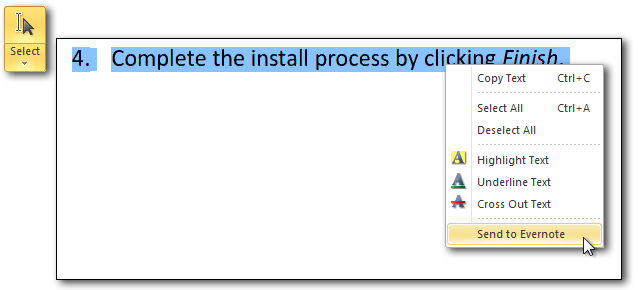 Select
4. Complete the install process by clicking Finish.
Copy Text Ctrl+C
Select All Ctrl+A
Deselect All
Highlight Text
Underline Text
Cross Out Text
Send to Evernote